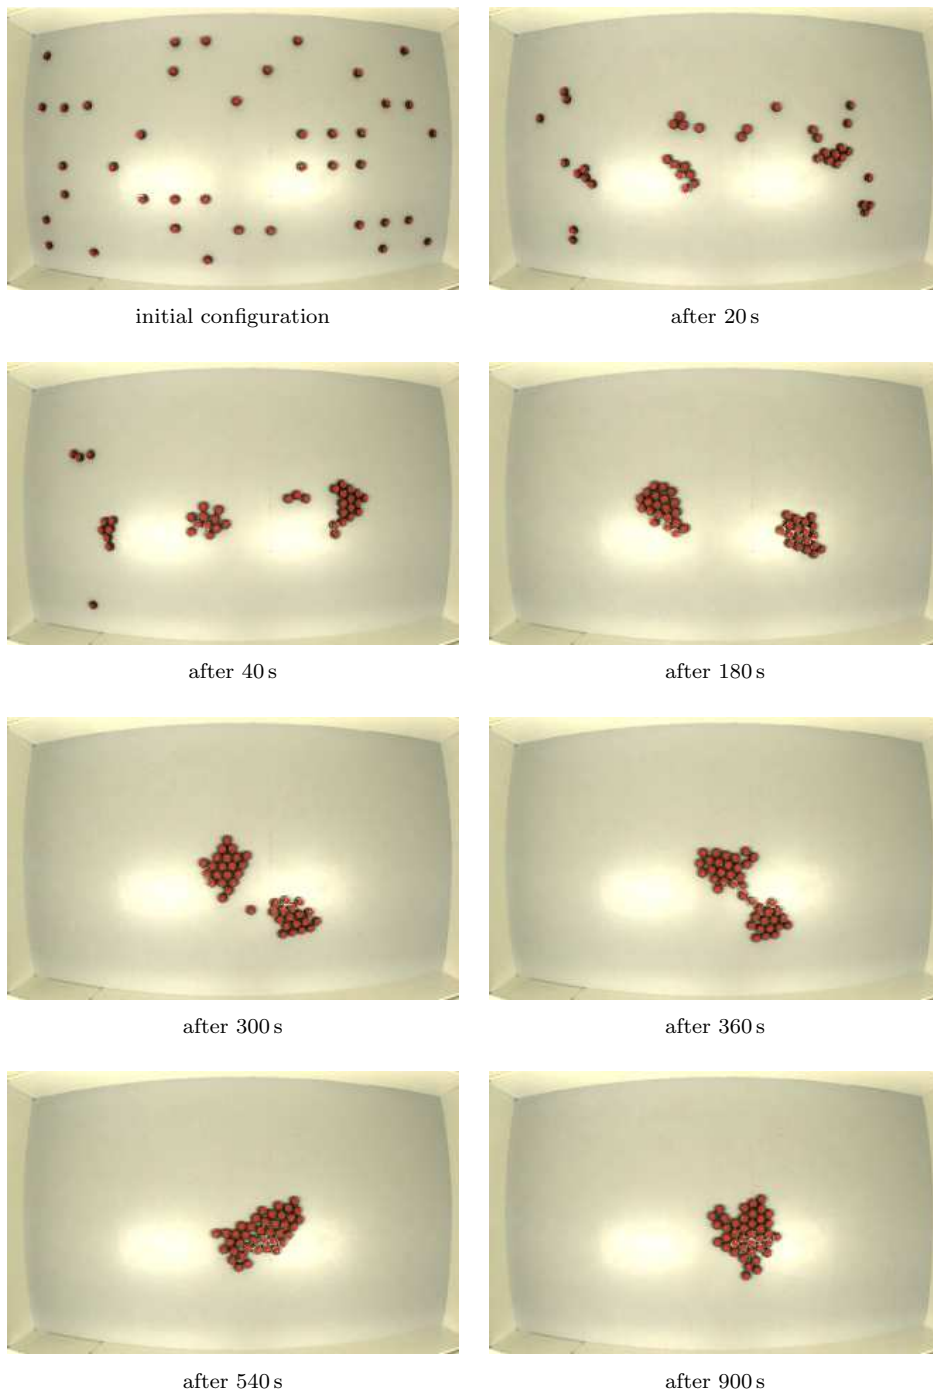 initial configuration
after 20 s
after 40 s
after 180 s
after 300 s
after 360 s
after 540 s
after 900 s